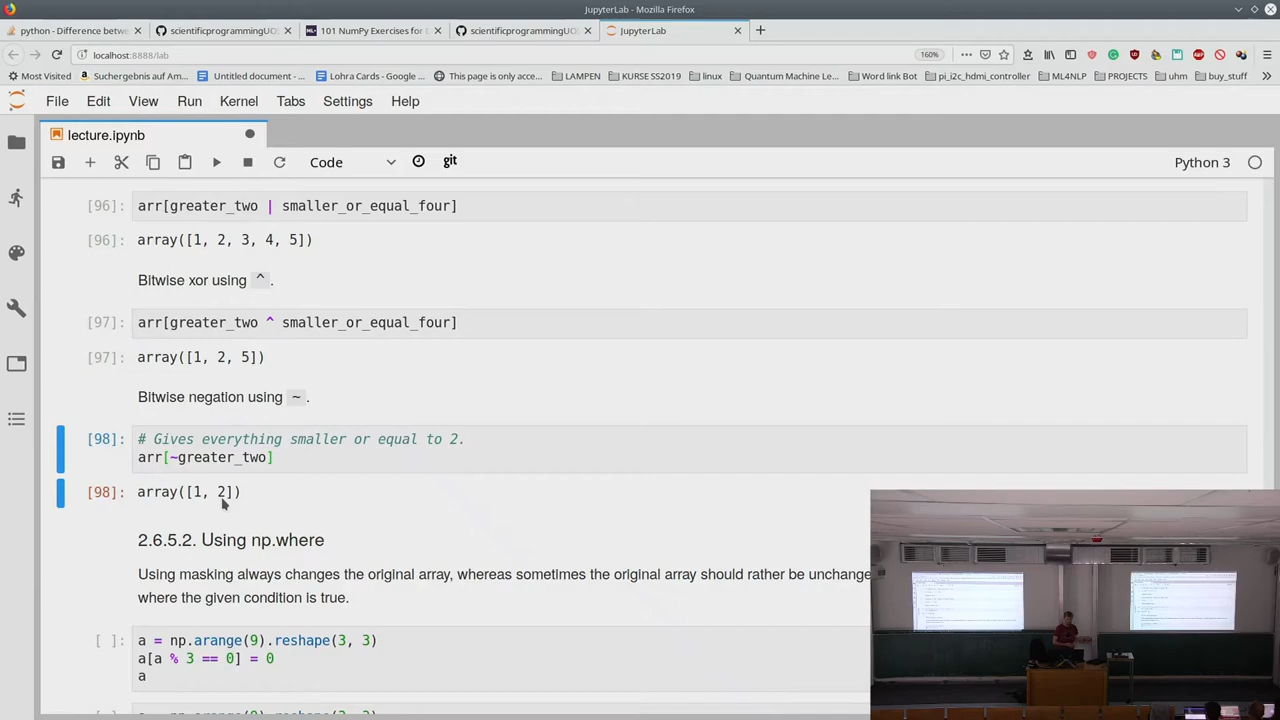 JupyterLab - Mozilla Firefox
python - Difference betwe
scientificprogrammingUO
101 NumPy Exercises for
scientificprogrammingUO
JupyterLab
localhost:8888/lab
160%
Most Visited
Suchergebnis auf Am...
Untitled document - ...
Lohra Cards - Google ...
This page is only acce...
LAMPEN
KURSE SS2019
linux
Quantum Machine Le...
Word link Bot
pi_i2c_hdmi_controller
ML4NLP
PROJECTS
uhm
buy_stuff
File Edit View Run Kernel Tabs Settings Help
lecture.ipynb
Code
git
Python 3
[96]: arr[greater_two | smaller_or_equal_four]
[96]: array([1, 2, 3, 4, 5])
Bitwise xor using ^.
[97]: arr[greater_two ^ smaller_or_equal_four]
[97]: array([1, 2, 5])
Bitwise negation using ~.
[98]: # Gives everything smaller or equal to 2.
arr[~greater_two]
[98]: array([1, 2])
2.6.5.2. Using np.where
Using masking always changes the original array, whereas sometimes the original array should rather be unchange
where the given condition is true.
[ ]: a = np.arange(9).reshape(3, 3)
a[a % 3 == 0] = 0
a